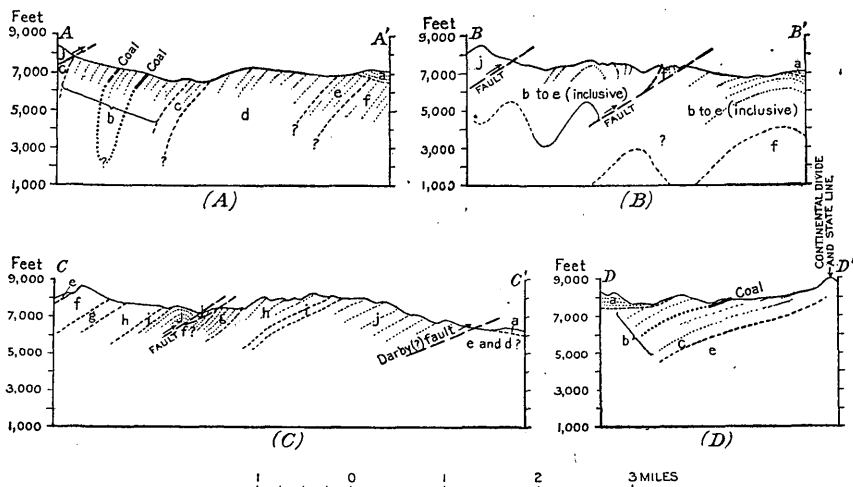 Feet
9,000
7,000
5,000
3,000
1,000
A
A'
j
c
Coal
Coal
b
c
d
e
f
a
?
?
?
?
(A)
Feet
9,000
7,000
5,000
3,000
1,000
B
B'
j
FAULT
b to e (inclusive)
FAULT
?
b to e (inclusive)
f
a
(B)
CONTINENTAL DIVIDE
AND STATE LINE
Feet
9,000
7,000
5,000
3,000
1,000
C
C'
e
f
g
h
i
j
FAULT
f?
g
h
i
j
Darby(?) fault
e and d?
a
(C)
Feet
9,000
7,000
5,000
3,000
1,000
D
D'
a
b
c
e
Coal
(D)
1 0 1 2 3 MILES